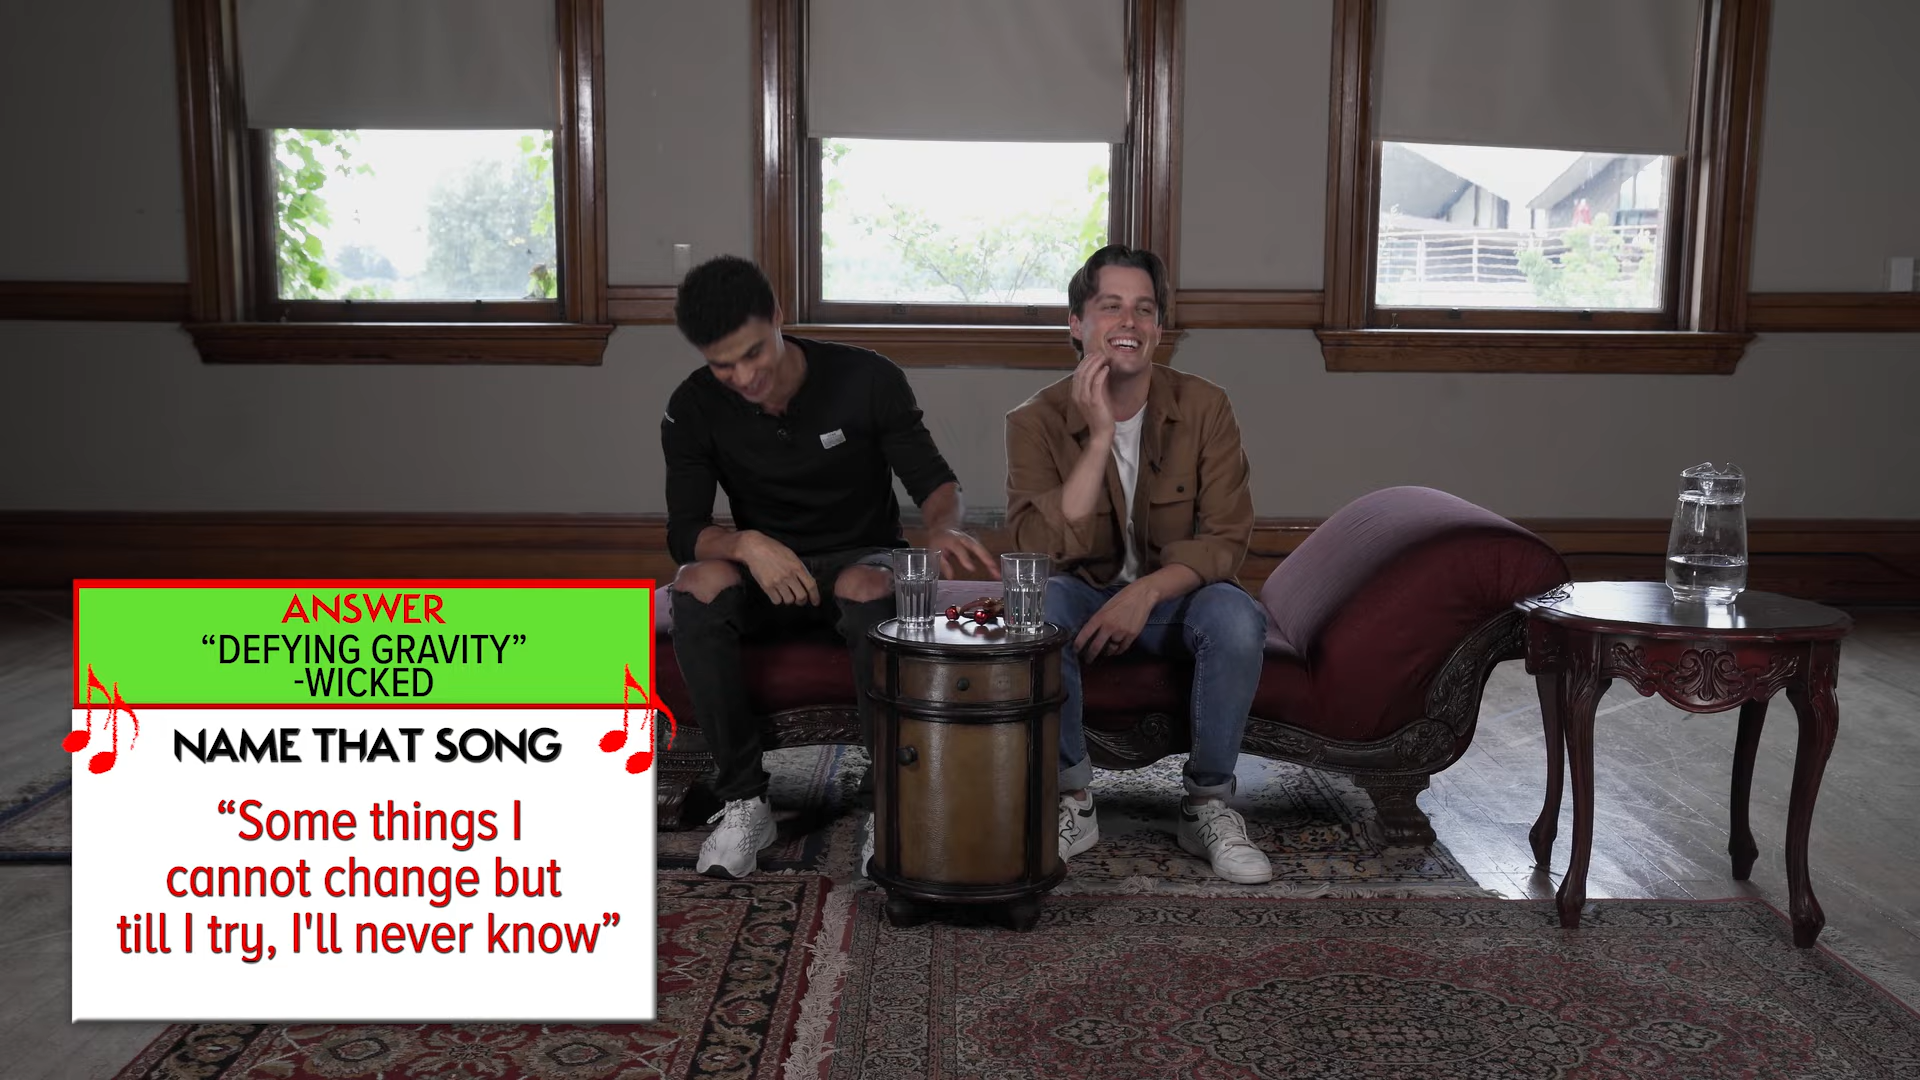 ANSWER
“DEFYING GRAVITY”
-WICKED
NAME THAT SONG
“Some things I
cannot change but
till I try, I'll never know”